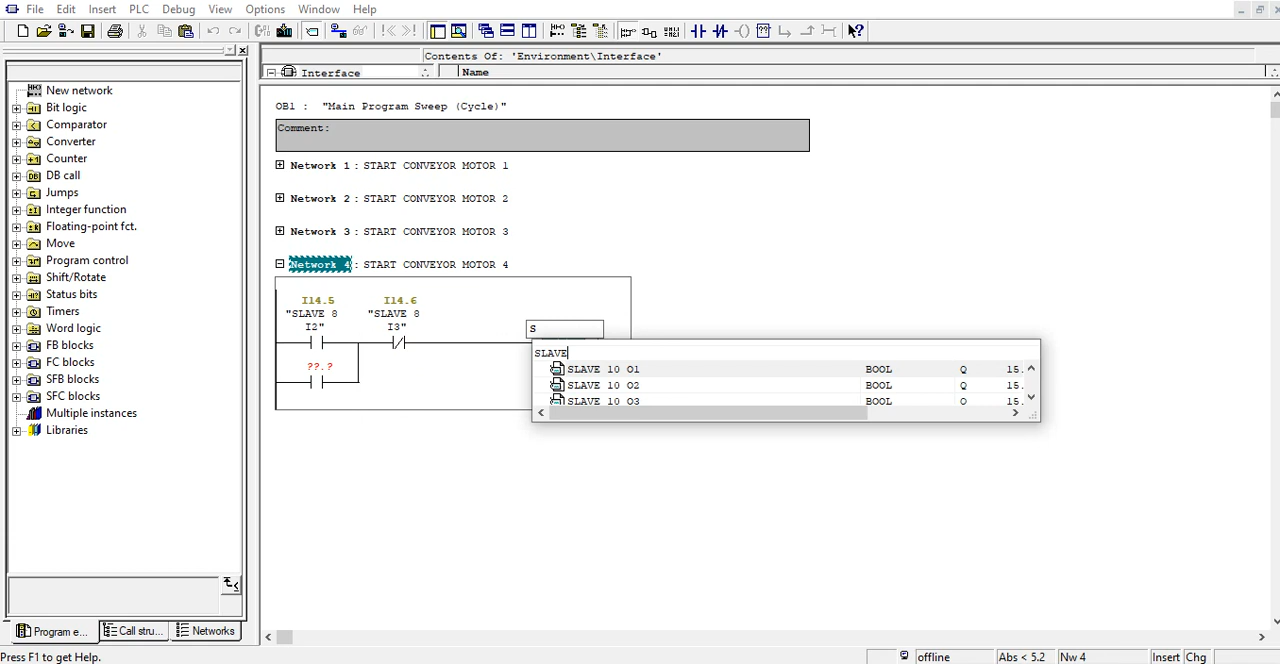 File Edit Insert PLC Debug View Options Window Help
Contents Of: 'Environment\Interface'
Interface Name
New network
Bit logic
Comparator
Converter
Counter
DB call
Jumps
Integer function
Floating-point fct.
Move
Program control
Shift/Rotate
Status bits
Timers
Word logic
FB blocks
FC blocks
SFB blocks
SFC blocks
Multiple instances
Libraries
Program e... Call stru... Networks
OB1 : "Main Program Sweep (Cycle)"
Comment:
Network 1 : START CONVEYOR MOTOR 1
Network 2 : START CONVEYOR MOTOR 2
Network 3 : START CONVEYOR MOTOR 3
Network 4 : START CONVEYOR MOTOR 4
I14.5 I14.6
"SLAVE 8 "SLAVE 8
I2" I3"
S
??.?
SLAVE
SLAVE 10 O1 BOOL Q 15.
SLAVE 10 O2 BOOL Q 15.
SLAVE 10 O3 BOOL Q 15.
Press F1 to get Help. offline Abs < 5.2 Nw 4 Insert Chg